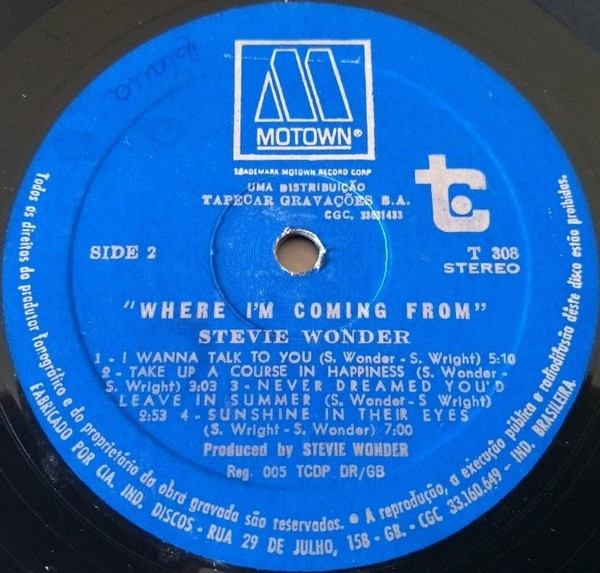 MOTOWN®
TRADEMARK MOTOWN RECORD CORP
UMA DISTRIBUIÇÃO
TAPECAR GRAVAÇÕES S.A.
CGC. 33031483
tc
SIDE 2
T 308
STEREO
"WHERE I'M COMING FROM"
STEVIE WONDER
1 - I WANNA TALK TO YOU (S. Wonder - S. Wright) 5:10
2 - TAKE UP A COURSE IN HAPPINESS (S. Wonder -
S. Wright) 3:03 3 - NEVER DREAMED YOU'D
LEAVE IN SUMMER (S. Wonder - S Wright)
2:53 4 - SUNSHINE IN THEIR EYES
(S. Wright - S. Wonder) 7:00
Produced by STEVIE WONDER
Reg. 005 TCDP DR/GB
Todos os direitos do produtor fonográfico e do proprietário da obra gravada são reservados. • A reprodução, a execução pública e radiodifusão dêste disco estão proibidas.
FABRICADO POR CIA. IND. DISCOS - RUA 29 DE JULHO, 158 - GB. - CGC 33.160.649 - IND. BRASILEIRA.